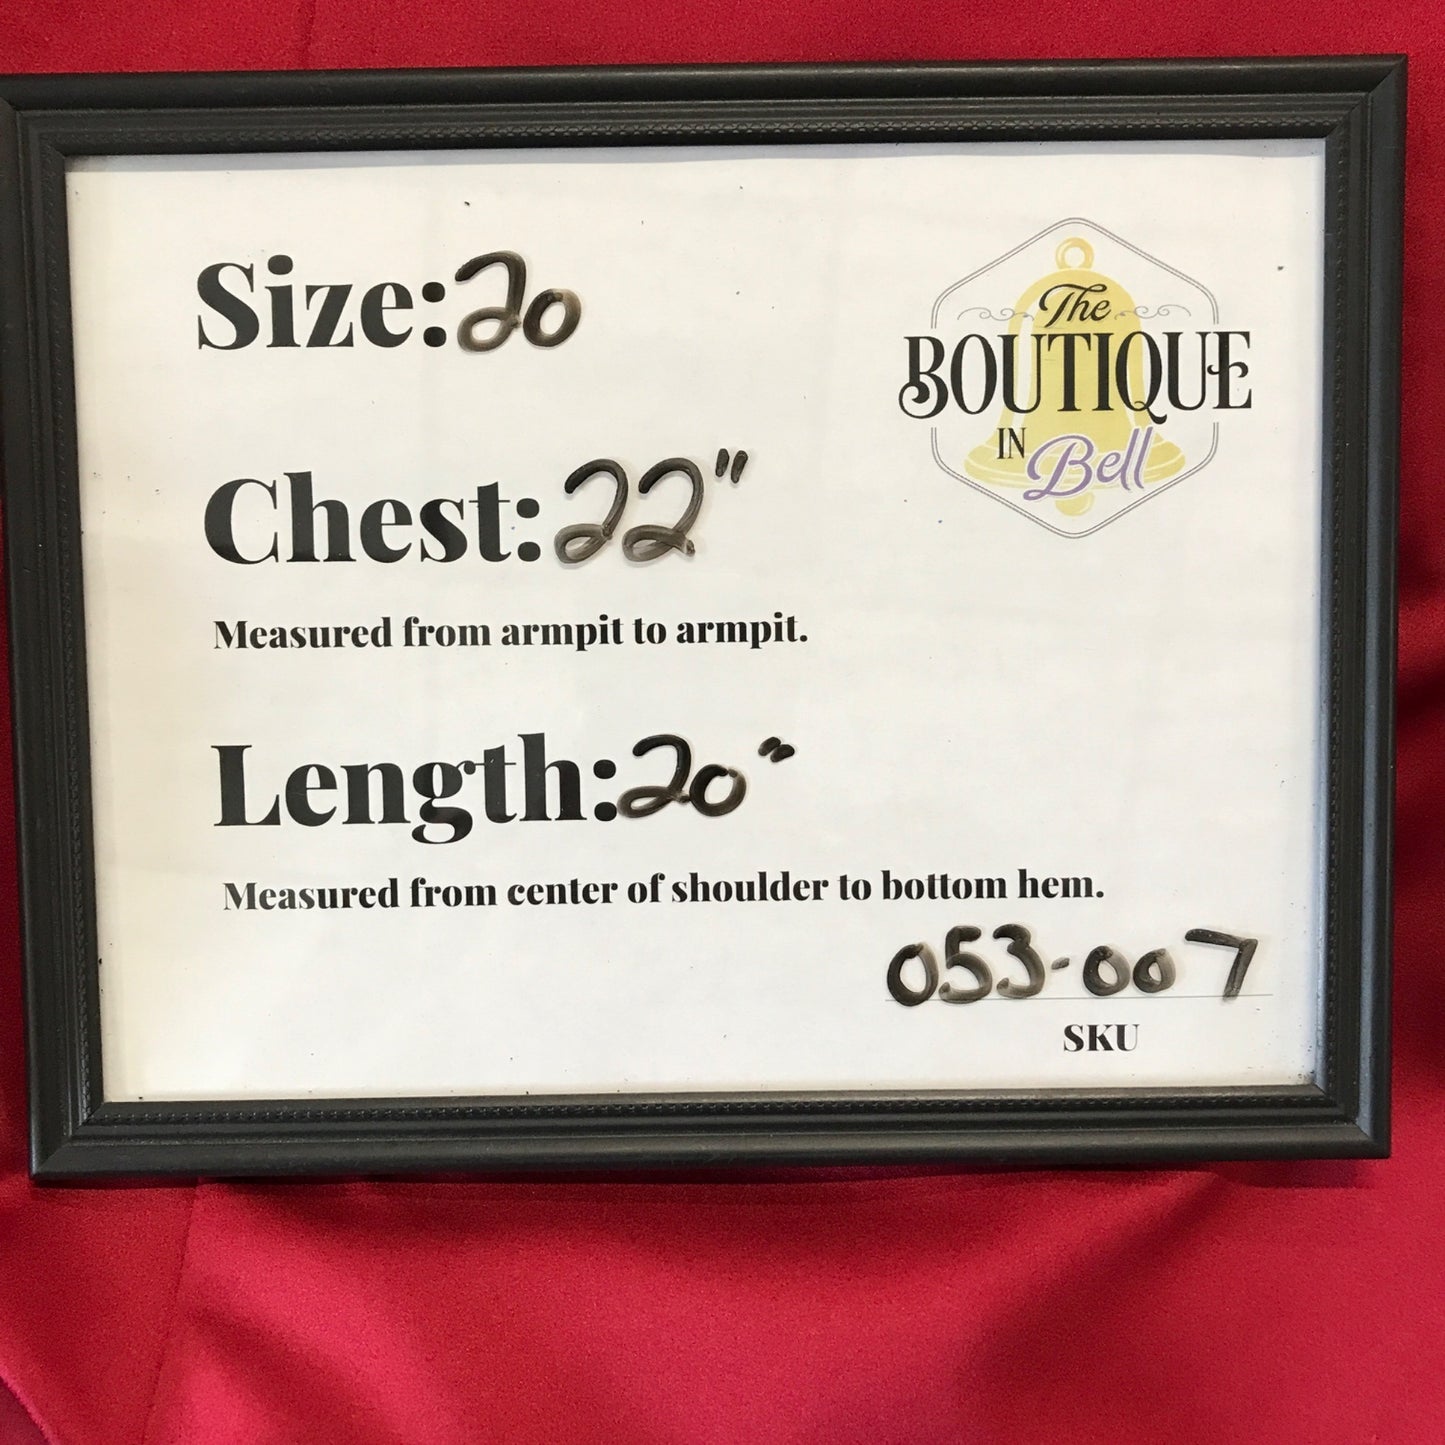 Size: 20
The
BOUTIQUE
IN Bell
Chest: 22"
Measured from armpit to armpit.
Length: 20"
Measured from center of shoulder to bottom hem.
053-007
SKU